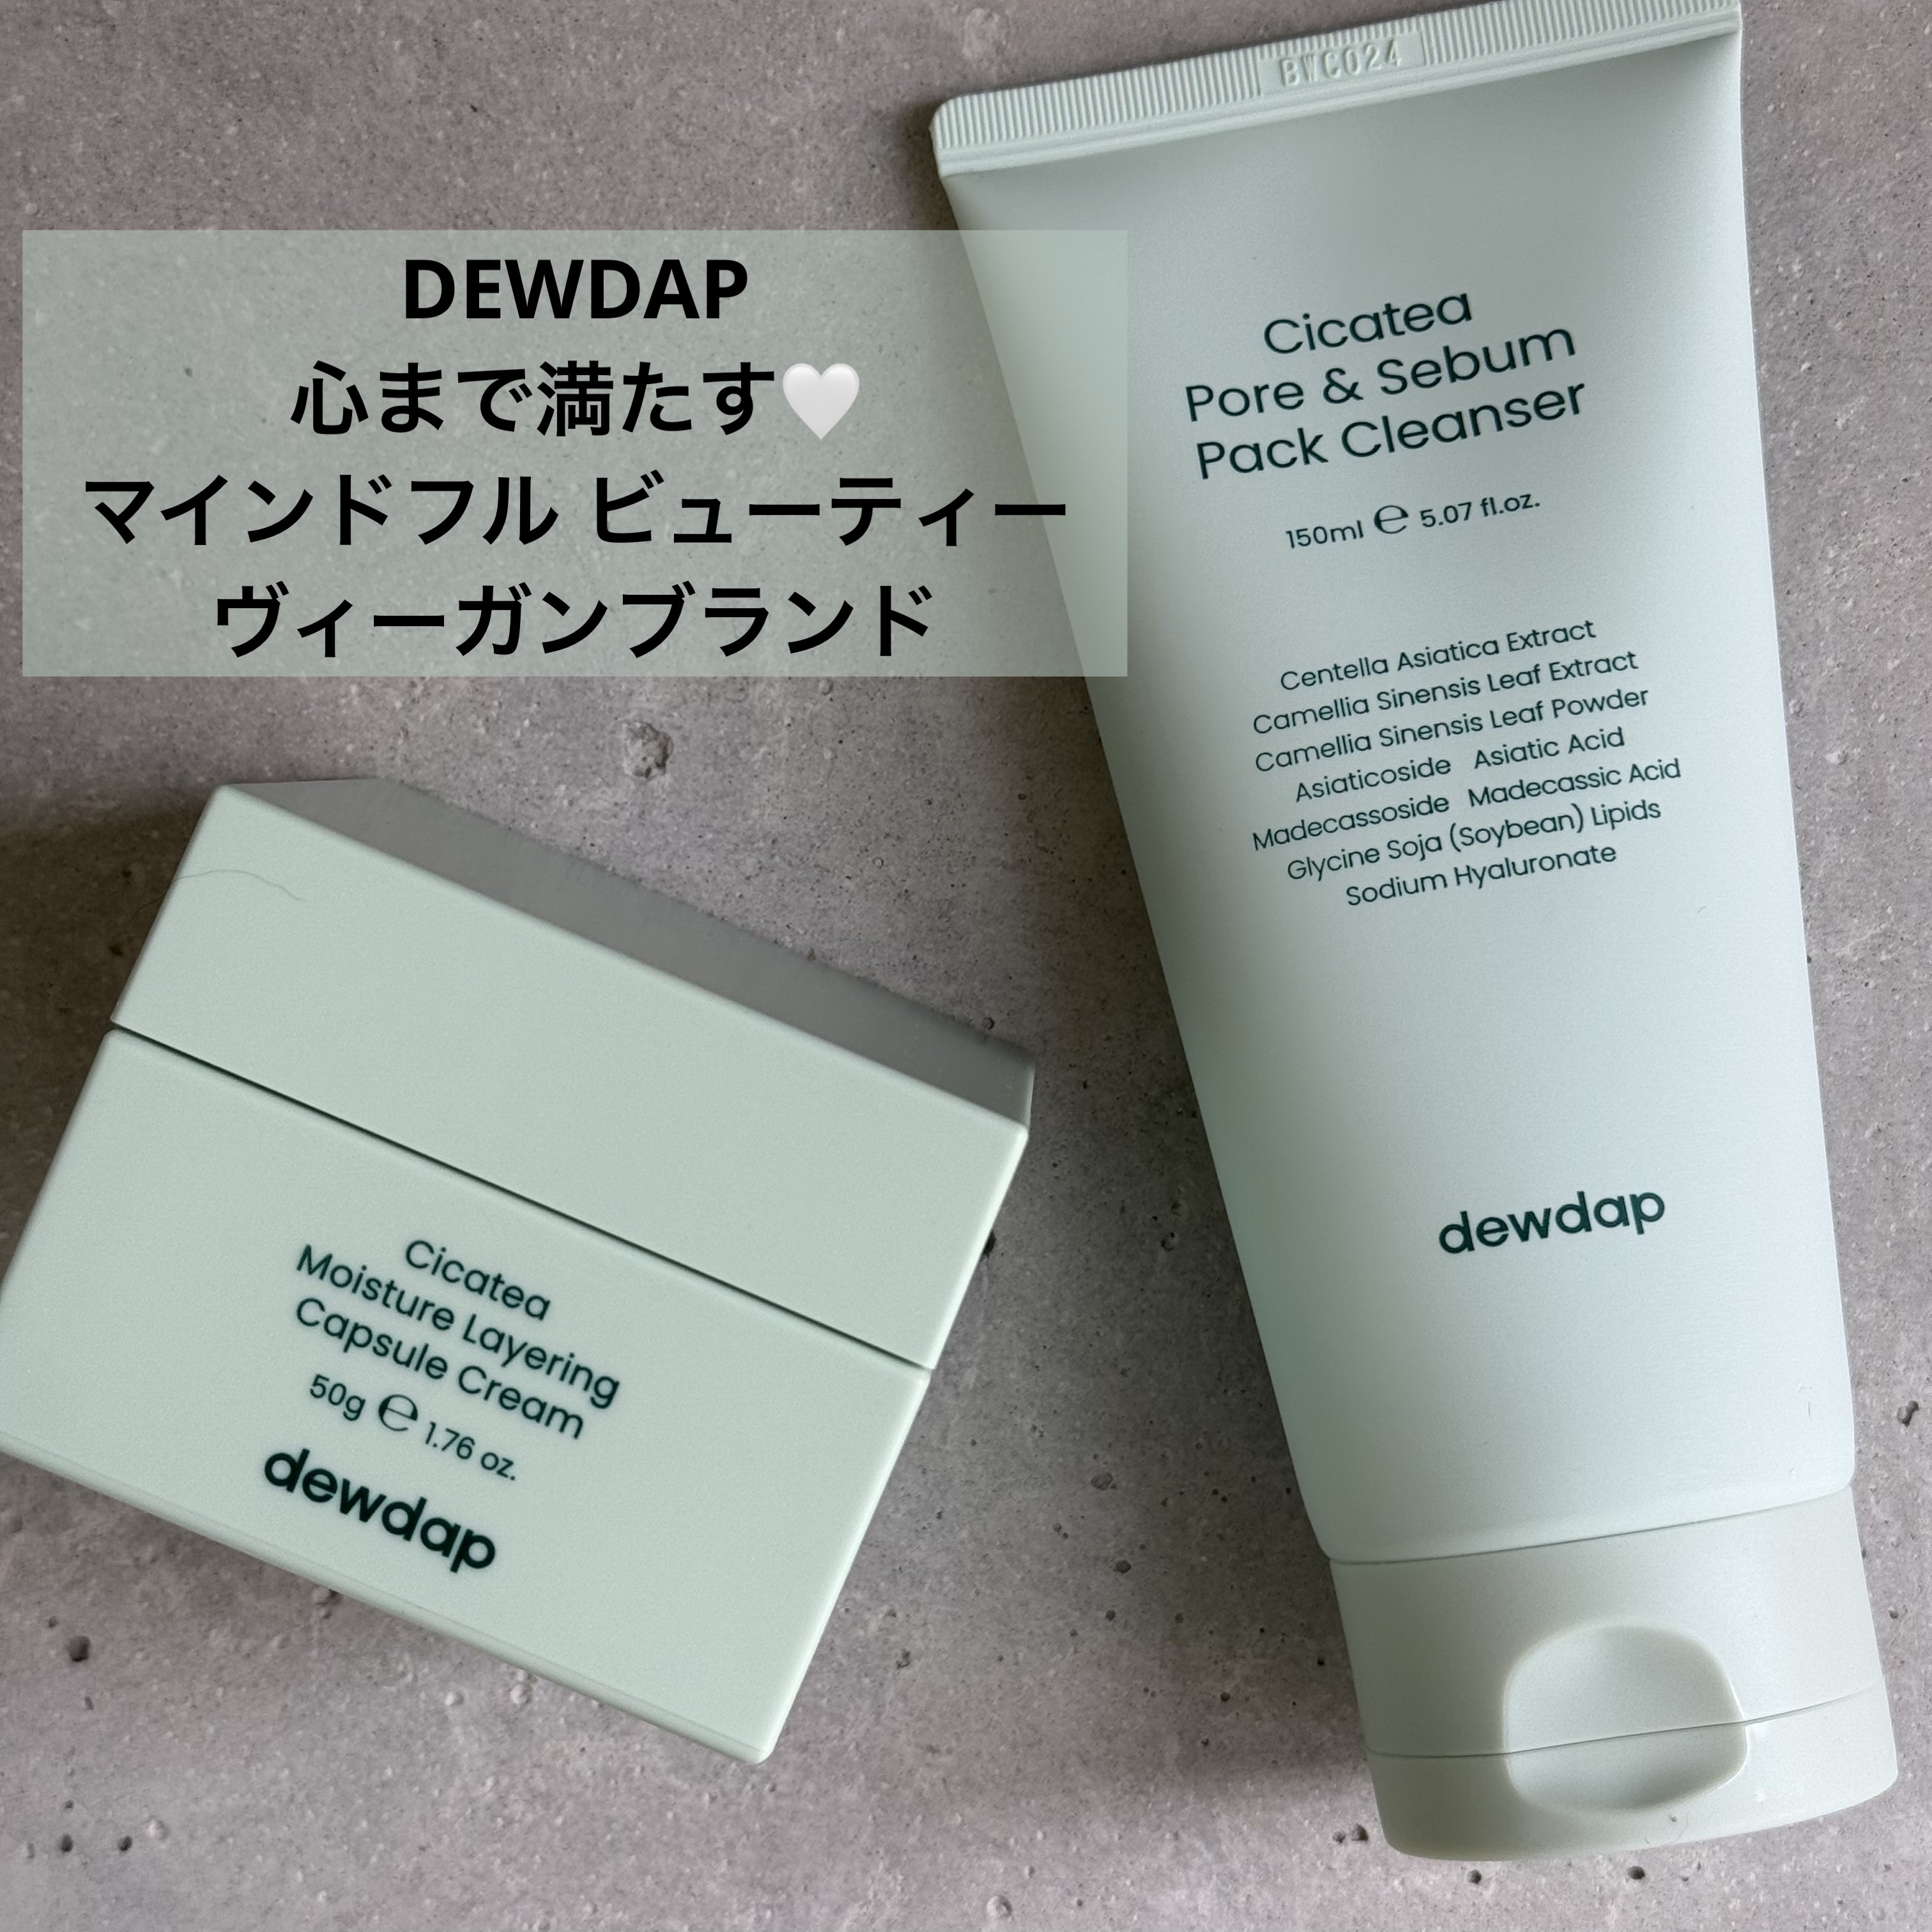 DEWDAP
心まで満たす🤍
マインドフル ビューティー
ヴィーガンブランド
BWC024
Cicatea
Pore & Sebum
Pack Cleanser
150ml ℮ 5.07 fl.oz.
Centella Asiatica Extract
Camellia Sinensis Leaf Extract
Camellia Sinensis Leaf Powder
Asiaticoside Asiatic Acid
Madecassoside Madecassic Acid
Glycine Soja (Soybean) Lipids
Sodium Hyaluronate
dewdap
Cicatea
Moisture Layering
Capsule Cream
50g ℮ 1.76 oz.
dewdap